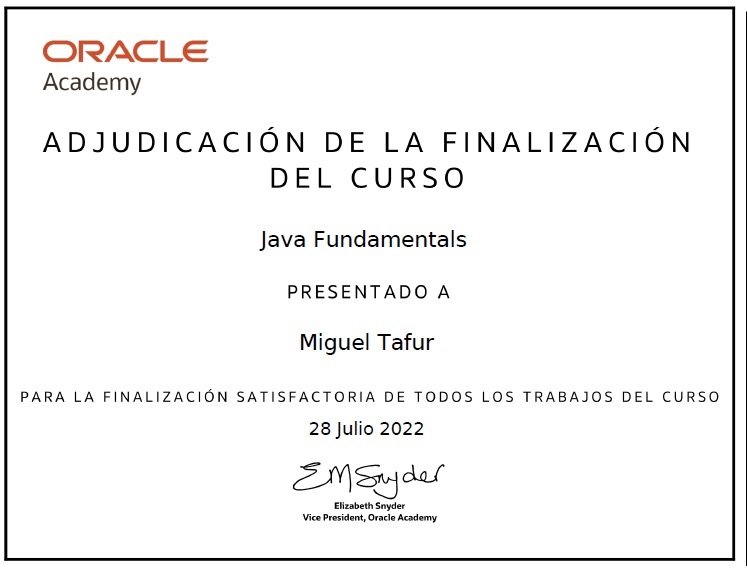 ORACLE
Academy
ADJUDICACIÓN DE LA FINALIZACIÓN
DEL CURSO
Java Fundamentals
PRESENTADO A
Miguel Tafur
PARA LA FINALIZACIÓN SATISFACTORIA DE TODOS LOS TRABAJOS DEL CURSO
28 Julio 2022
EMSnyder
Elizabeth Snyder
Vice President, Oracle Academy